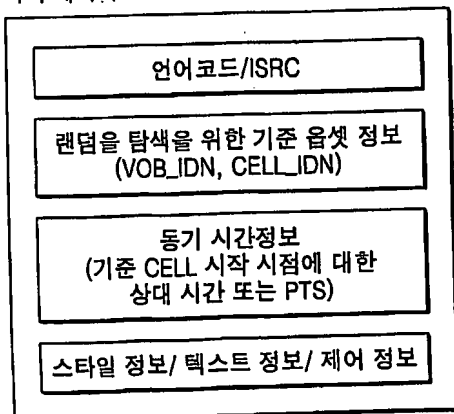 언어코드/ISRC
랜덤을 탐색을 위한 기준 옵셋 정보
(VOB_IDN, CELL_IDN)
동기 시간정보
(기준 CELL 시작 시점에 대한
상대 시간 또는 PTS)
스타일 정보/ 텍스트 정보/ 제어 정보